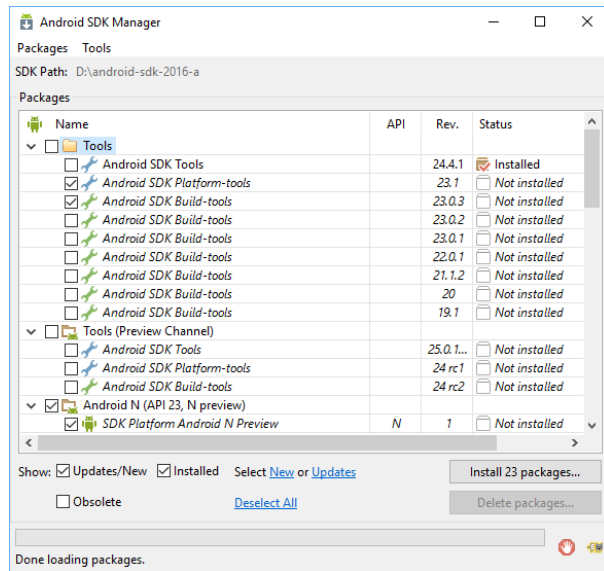 Android SDK Manager
Packages Tools
SDK Path: D:\android-sdk-2016-a
Packages
Name API Rev. Status
Tools
Android SDK Tools 24.4.1 Installed
Android SDK Platform-tools 23.1 Not installed
Android SDK Build-tools 23.0.3 Not installed
Android SDK Build-tools 23.0.2 Not installed
Android SDK Build-tools 23.0.1 Not installed
Android SDK Build-tools 22.0.1 Not installed
Android SDK Build-tools 21.1.2 Not installed
Android SDK Build-tools 20 Not installed
Android SDK Build-tools 19.1 Not installed
Tools (Preview Channel)
Android SDK Tools 25.0.1... Not installed
Android SDK Platform-tools 24 rc1 Not installed
Android SDK Build-tools 24 rc2 Not installed
Android N (API 23, N preview)
SDK Platform Android N Preview N 1 Not installed
Show: Updates/New Installed Select New or Updates Install 23 packages...
Obsolete Deselect All Delete packages...
Done loading packages.